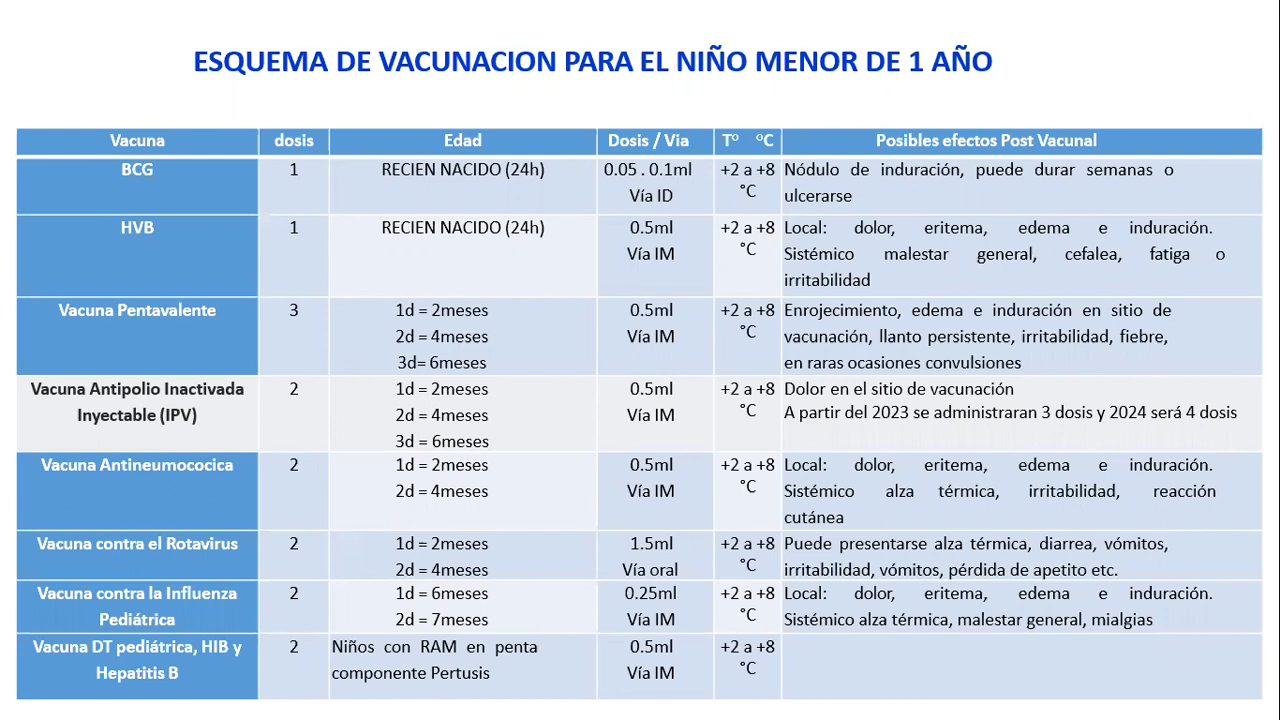 ESQUEMA DE VACUNACION PARA EL NIÑO MENOR DE 1 AÑO
Vacuna dosis Edad Dosis / Via Tº ºC Posibles efectos Post Vacunal
BCG 1 RECIEN NACIDO (24h) 0.05 . 0.1ml +2 a +8 Nódulo de induración, puede durar semanas o
Vía ID °C ulcerarse
HVB 1 RECIEN NACIDO (24h) 0.5ml +2 a +8 Local: dolor, eritema, edema e induración.
Vía IM °C Sistémico malestar general, cefalea, fatiga o
irritabilidad
Vacuna Pentavalente 3 1d = 2meses 0.5ml +2 a +8 Enrojecimiento, edema e induración en sitio de
2d = 4meses Vía IM °C vacunación, llanto persistente, irritabilidad, fiebre,
3d= 6meses en raras ocasiones convulsiones
Vacuna Antipolio Inactivada 2 1d = 2meses 0.5ml +2 a +8 Dolor en el sitio de vacunación
Inyectable (IPV) 2d = 4meses Vía IM °C A partir del 2023 se administraran 3 dosis y 2024 será 4 dosis
3d = 6meses
Vacuna Antineumococica 2 1d = 2meses 0.5ml +2 a +8 Local: dolor, eritema, edema e induración.
2d = 4meses Vía IM °C Sistémico alza térmica, irritabilidad, reacción
cutánea
Vacuna contra el Rotavirus 2 1d = 2meses 1.5ml +2 a +8 Puede presentarse alza térmica, diarrea, vómitos,
2d = 4meses Vía oral °C irritabilidad, vómitos, pérdida de apetito etc.
Vacuna contra la Influenza 2 1d = 6meses 0.25ml +2 a +8 Local: dolor, eritema, edema e induración.
Pediátrica 2d = 7meses Vía IM °C Sistémico alza térmica, malestar general, mialgias
Vacuna DT pediátrica, HIB y 2 Niños con RAM en penta 0.5ml +2 a +8
Hepatitis B componente Pertusis Vía IM °C